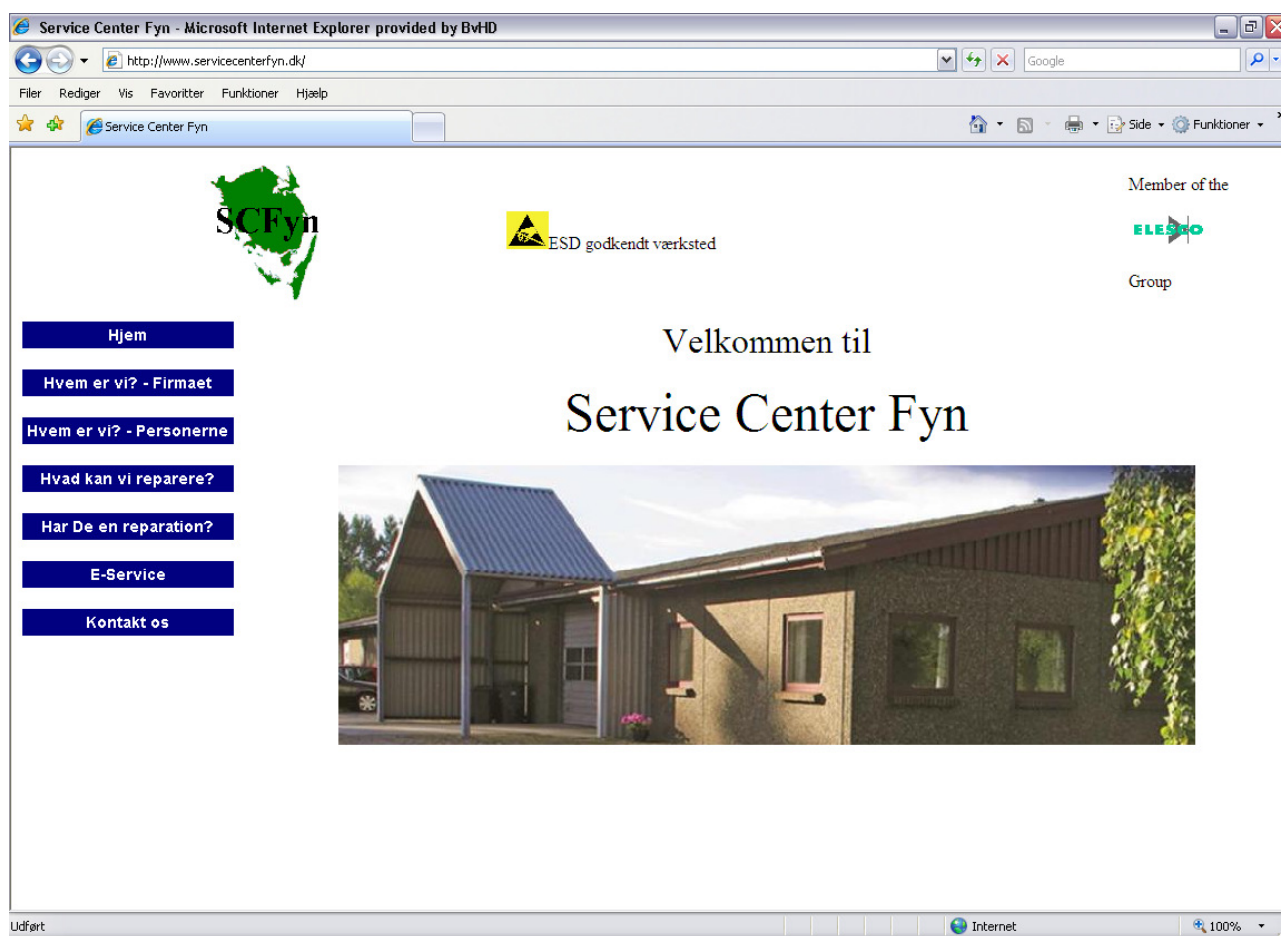 Service Center Fyn - Microsoft Internet Explorer provided by BvHD
http://www.servicecenterfyn.dk/
Google
Filer Rediger Vis Favoritter Funktioner Hjælp
Service Center Fyn
Side
Funktioner
SCFyn
ESD godkendt værksted
Member of the
ELESCO
Group
Hjem
Hvem er vi? - Firmaet
Hvem er vi? - Personerne
Hvad kan vi reparere?
Har De en reparation?
E-Service
Kontakt os
Velkommen til
Service Center Fyn
Udført
Internet
100%